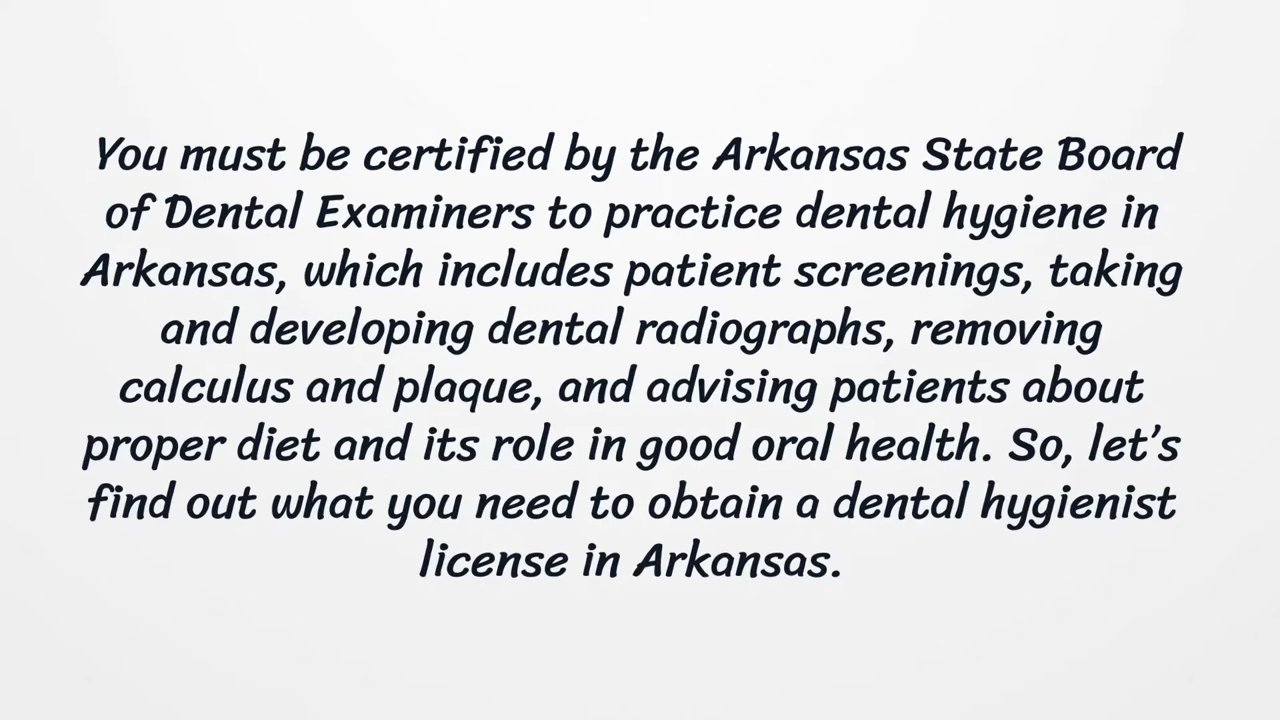 You must be certified by the Arkansas State Board
of Dental Examiners to practice dental hygiene in
Arkansas, which includes patient screenings, taking
and developing dental radiographs, removing
calculus and plaque, and advising patients about
proper diet and its role in good oral health. So, let’s
find out what you need to obtain a dental hygienist
license in Arkansas.